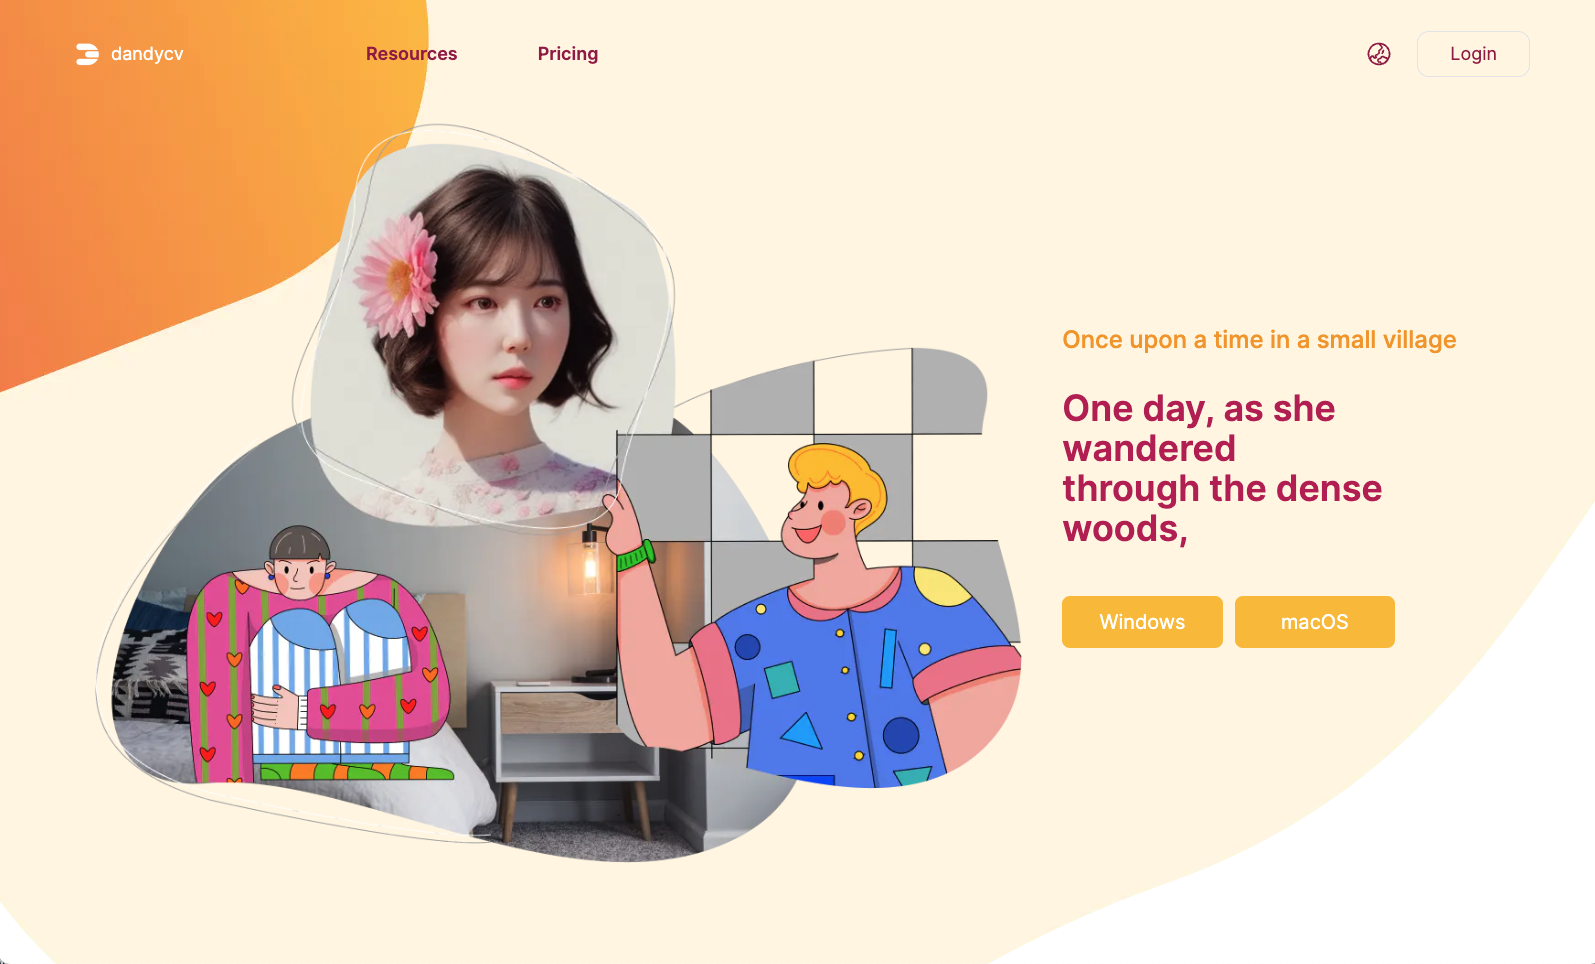 dandycv
Resources
Pricing
Login
Once upon a time in a small village
One day, as she
wandered
through the dense
woods,
Windows
macOS